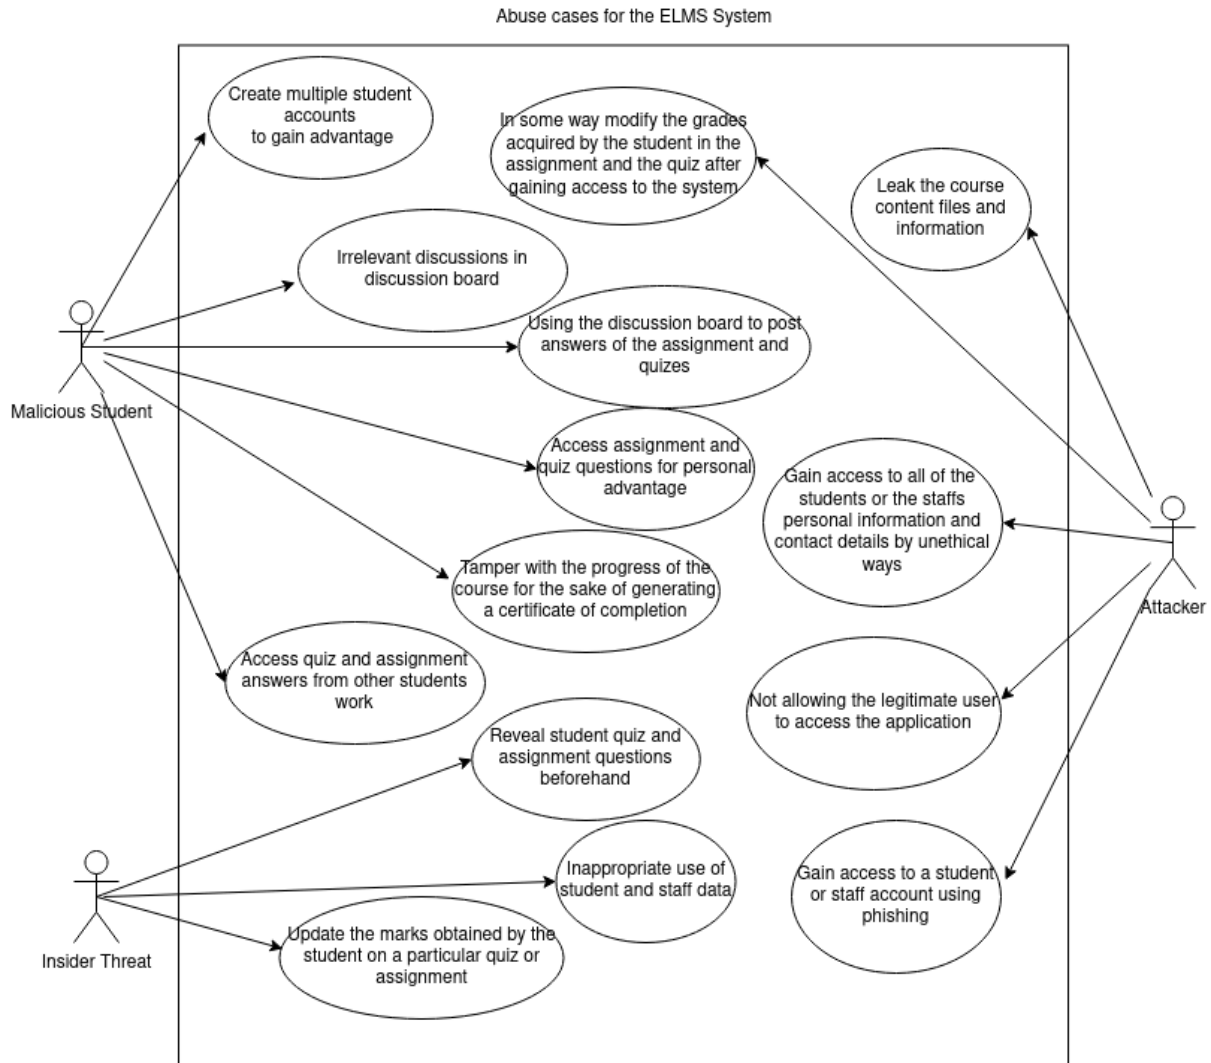 Abuse cases for the ELMS System
Create multiple student
accounts
to gain advantage
In some way modify the grades
acquired by the student in the
assignment and the quiz after
gaining access to the system
Leak the course
content files and
information
Irrelevant discussions in
discussion board
Using the discussion board to post
answers of the assignment and
quizes
Malicious Student
Access assignment and
quiz questions for personal
advantage
Gain access to all of the
students or the staffs
personal information and
contact details by unethical
ways
Tamper with the progress of the
course for the sake of generating
a certificate of completion
Attacker
Access quiz and assignment
answers from other students
work
Not allowing the legitimate user
to access the application
Reveal student quiz and
assignment questions
beforehand
Inappropriate use of
student and staff data
Gain access to a student
or staff account using
phishing
Update the marks obtained by the
student on a particular quiz or
assignment
Insider Threat